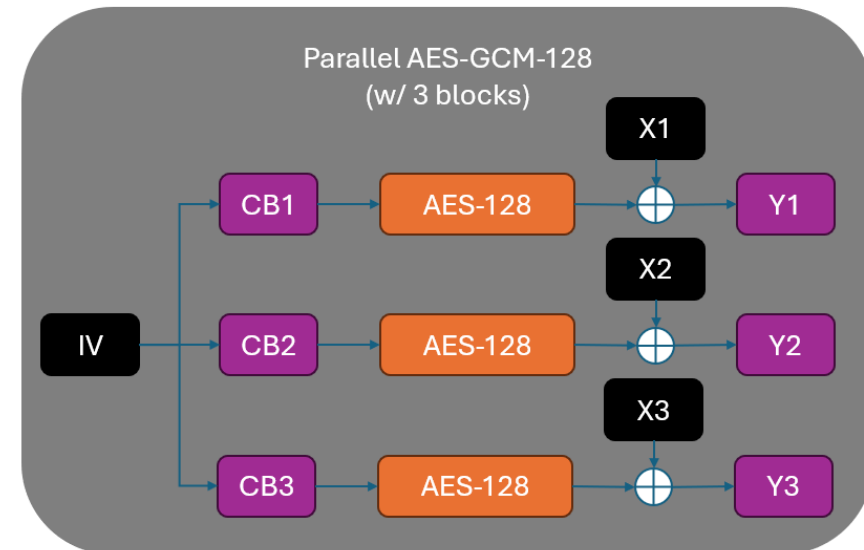 Parallel AES-GCM-128
(w/ 3 blocks)
X1
CB1
AES-128
Y1
X2
IV
CB2
AES-128
Y2
X3
CB3
AES-128
Y3